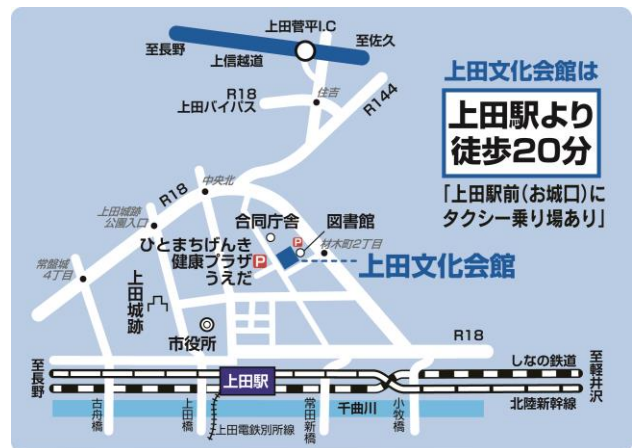 上田菅平I.C
至長野
至佐久
上信越道
R18
上田バイパス
住吉
R144
上田文化会館は
上田駅より
徒歩20分
「上田駅前(お城口)に
タクシー乗り場あり」
中央北
R18
上田城跡
公園入口
合同庁舎
図書館
P
材木町2丁目
ひとまちげんき
健康プラザ
うえだ
P
上田文化会館
常盤城
4丁目
上田城跡
市役所
R18
至長野
上田駅
しなの鉄道
至軽井沢
北陸新幹線
古舟橋
上田橋
上田電鉄別所線
常田新橋
千曲川
小牧橋